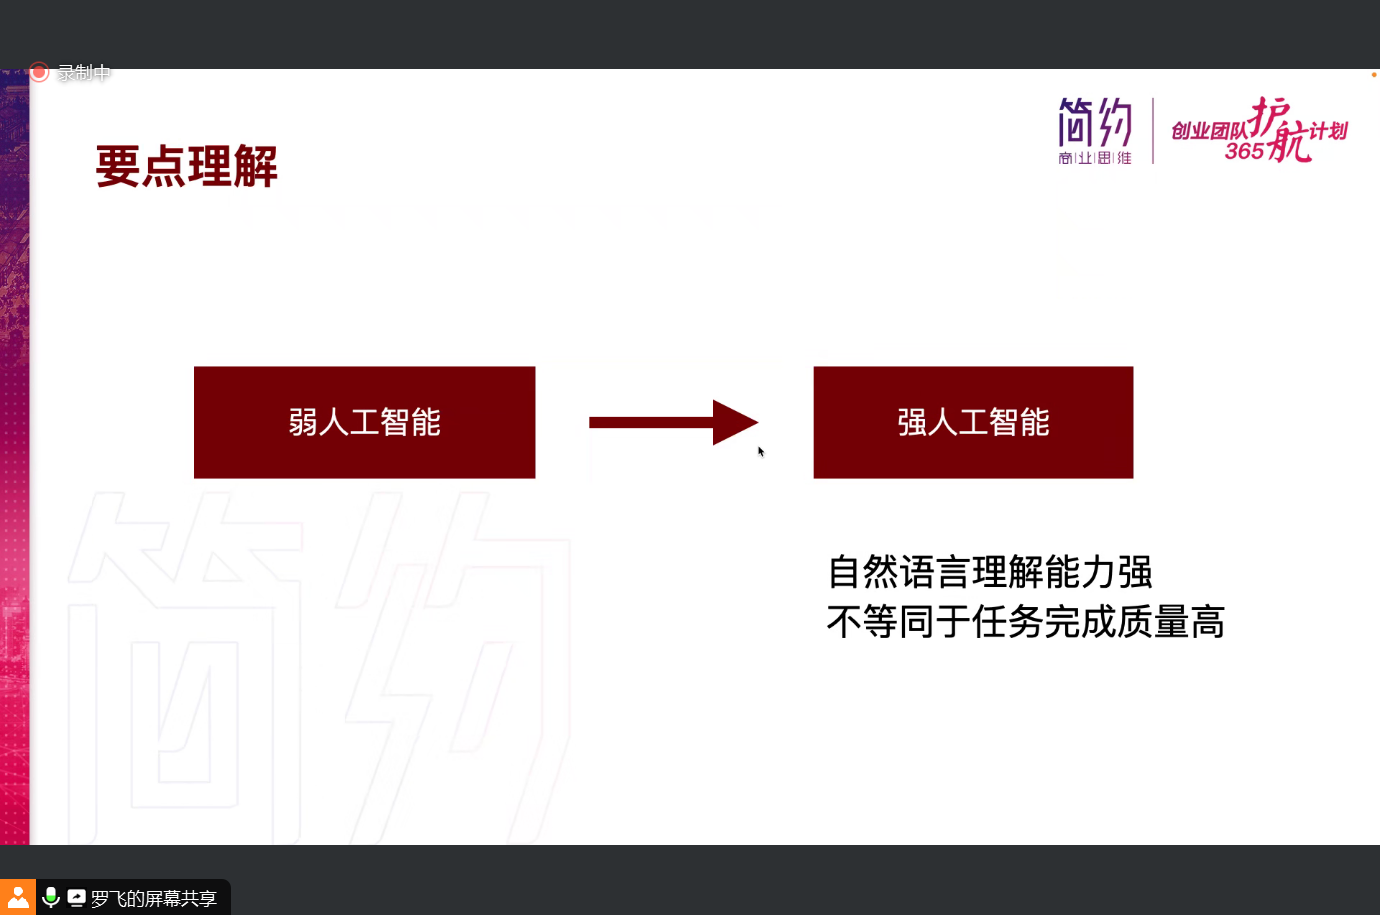 录制中
简约
商业思维
创业团队护航计划
365
要点理解
弱人工智能
强人工智能
自然语言理解能力强
不等同于任务完成质量高
简约
罗飞的屏幕共享